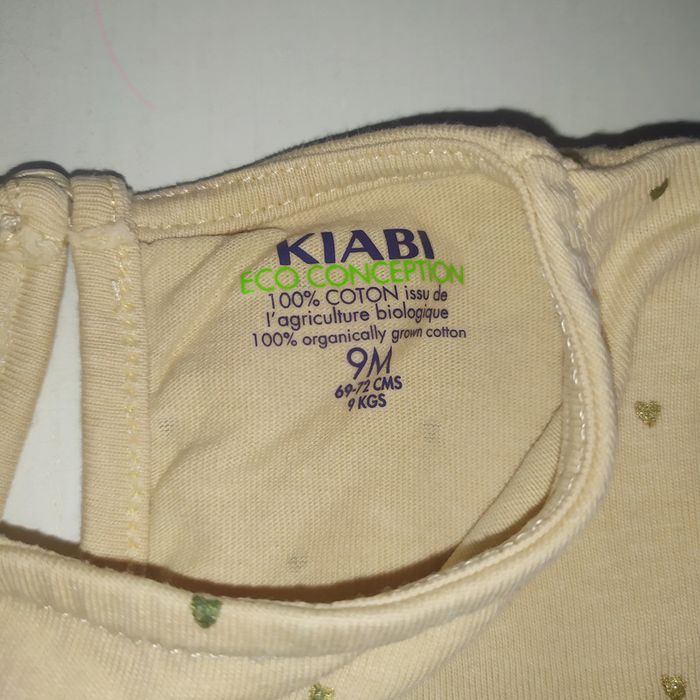 KIABI
ECO CONCEPTION
100% COTON issu de
l'agriculture biologique
100% organically grown cotton
9M
69-72 CMS
9 KGS